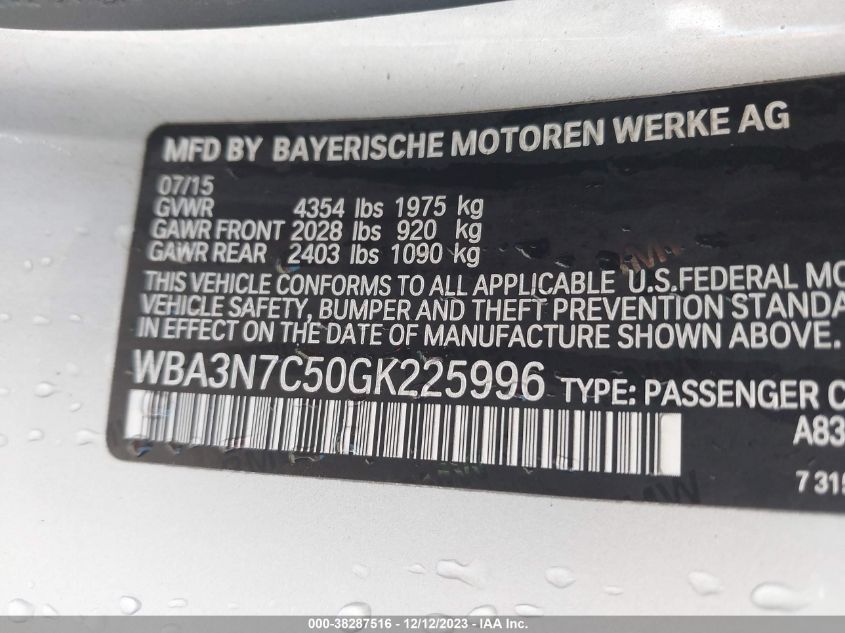 MFD BY BAYERISCHE MOTOREN WERKE AG
07/15
GVWR 4354 lbs 1975 kg
GAWR FRONT 2028 lbs 920 kg
GAWR REAR 2403 lbs 1090 kg
THIS VEHICLE CONFORMS TO ALL APPLICABLE U.S.FEDERAL MO
VEHICLE SAFETY, BUMPER AND THEFT PREVENTION STANDA
IN EFFECT ON THE DATE OF MANUFACTURE SHOWN ABOVE.
WBA3N7C50GK225996 TYPE: PASSENGER C
A83
7 315
000-38287516 - 12/12/2023 - IAA Inc.